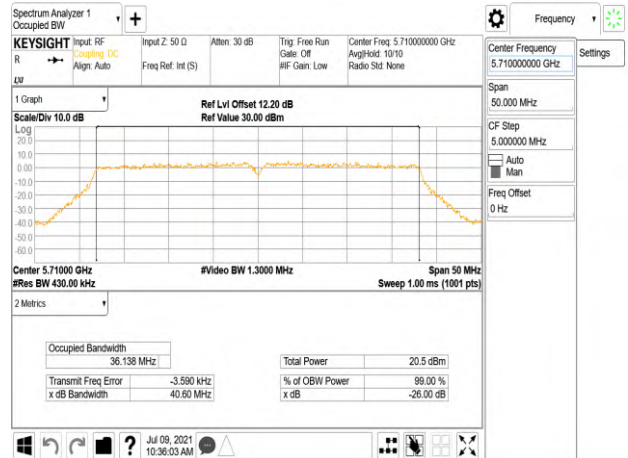 Spectrum Analyzer 1
Occupied BW
Frequency
KEYSIGHT
R
Input: RF
Coupling: DC
Align: Auto
Input Z: 50 Ω
Freq Ref: Int (S)
Atten: 30 dB
Trig: Free Run
Gate: Off
#IF Gain: Low
Center Freq: 5.710000000 GHz
Avg|Hold: 10/10
Radio Std: None
LXI
Center Frequency
5.710000000 GHz
Settings
Span
50.000 MHz
CF Step
5.000000 MHz
Auto
Man
Freq Offset
0 Hz
1 Graph
Scale/Div 10.0 dB
Ref Lvl Offset 12.20 dB
Ref Value 30.00 dBm
Log
20.0
10.0
0.00
-10.0
-20.0
-30.0
-40.0
-50.0
-60.0
Center 5.71000 GHz
#Video BW 1.3000 MHz
Span 50 MHz
#Res BW 430.00 kHz
Sweep 1.00 ms (1001 pts)
2 Metrics
Occupied Bandwidth
36.138 MHz
Total Power 20.5 dBm
Transmit Freq Error -3.590 kHz
% of OBW Power 99.00 %
x dB Bandwidth 40.60 MHz
x dB -26.00 dB
?
Jul 09, 2021
10:36:03 AM